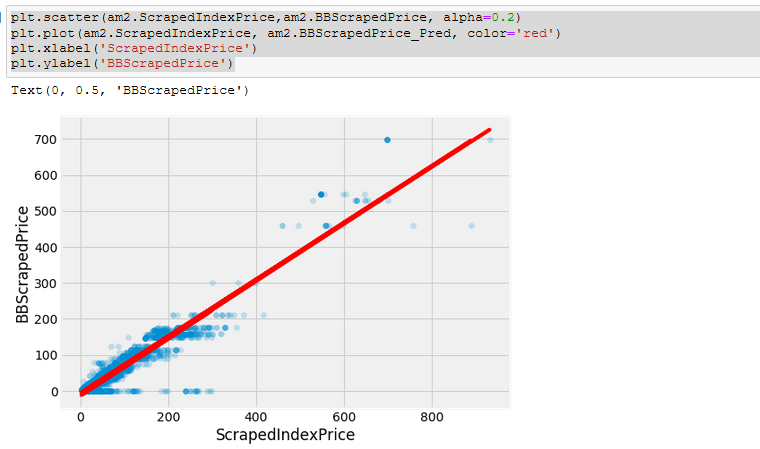 plt.scatter(am2.ScrapedIndexPrice,am2.BBScrapedPrice, alpha=0.2)
plt.plot(am2.ScrapedIndexPrice, am2.BBScrapedPrice_Pred, color='red')
plt.xlabel('ScrapedIndexPrice')
plt.ylabel('BBScrapedPrice')
Text(0, 0.5, 'BBScrapedPrice')
700
600
500
400
300
200
100
0
BBScrapedPrice
0 200 400 600 800
ScrapedIndexPrice